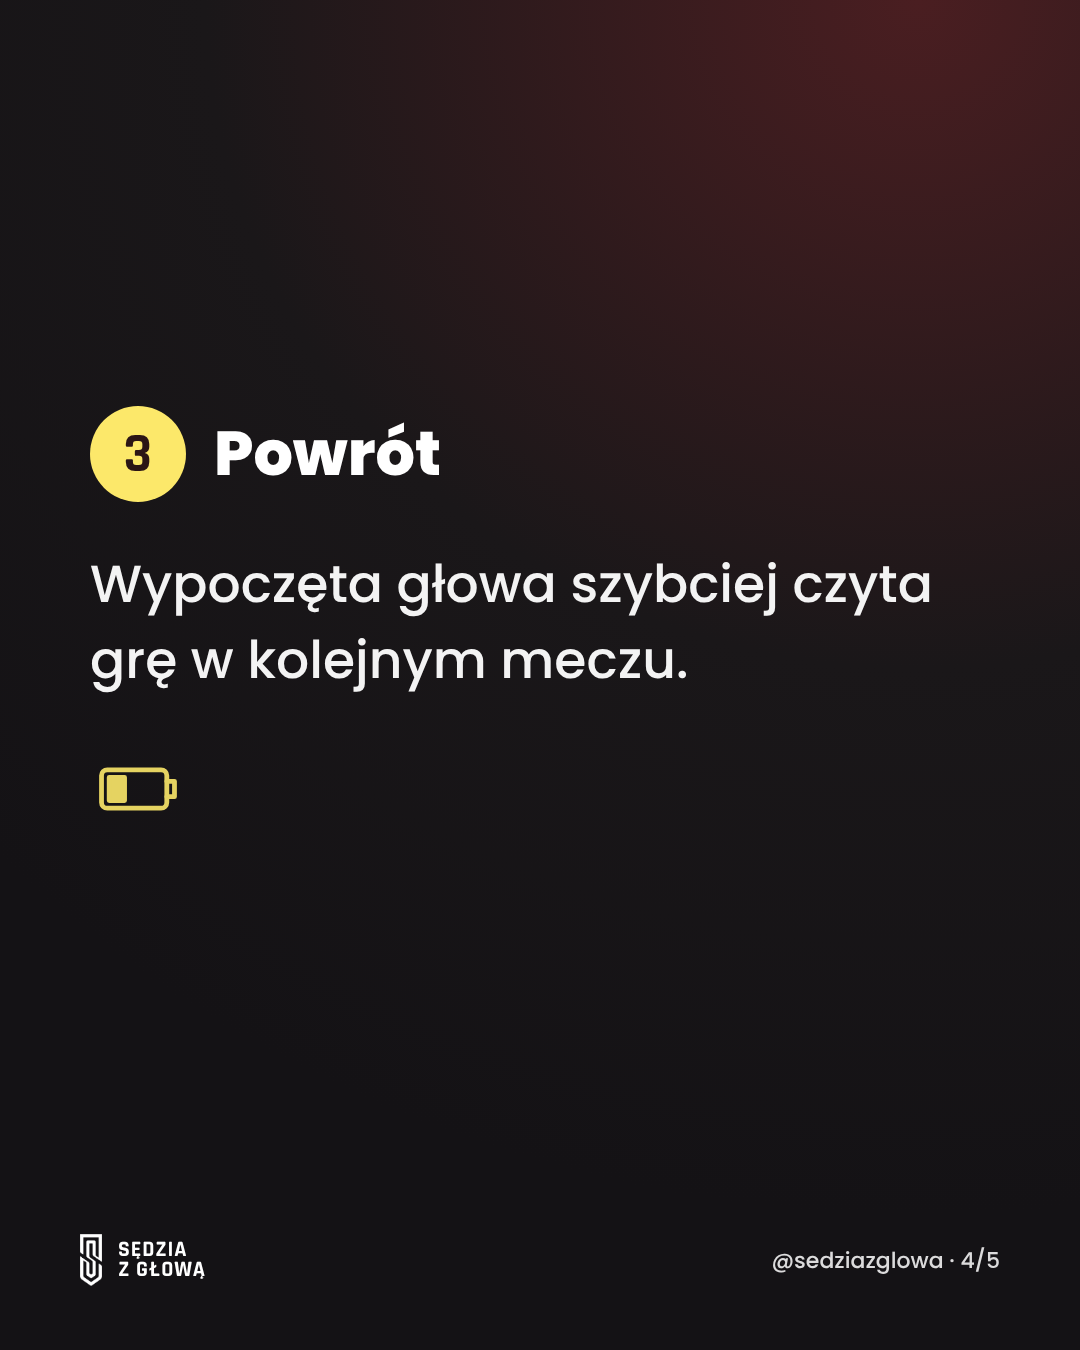 3 Powrót
Wypoczęta głowa szybciej czyta
grę w kolejnym meczu.
SĘDZIA
Z GŁOWĄ
@sedziazglowa · 4/5